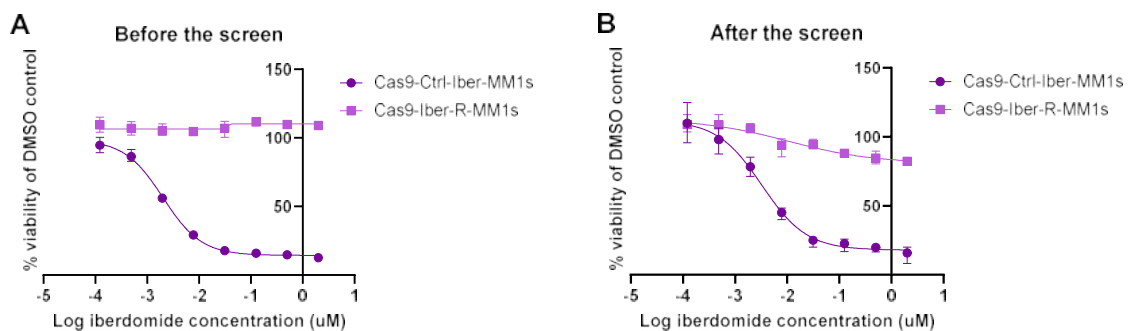 A
Before the screen
% viability of DMSO control
150
100
50
-5 -4 -3 -2 -1 0 1
Log iberdomide concentration (uM)
Cas9-Ctrl-Iber-MM1s
Cas9-Iber-R-MM1s
B
After the screen
% viability of DMSO control
150
100
50
-5 -4 -3 -2 -1 0 1
Log iberdomide concentration (uM)
Cas9-Ctrl-Iber-MM1s
Cas9-Iber-R-MM1s